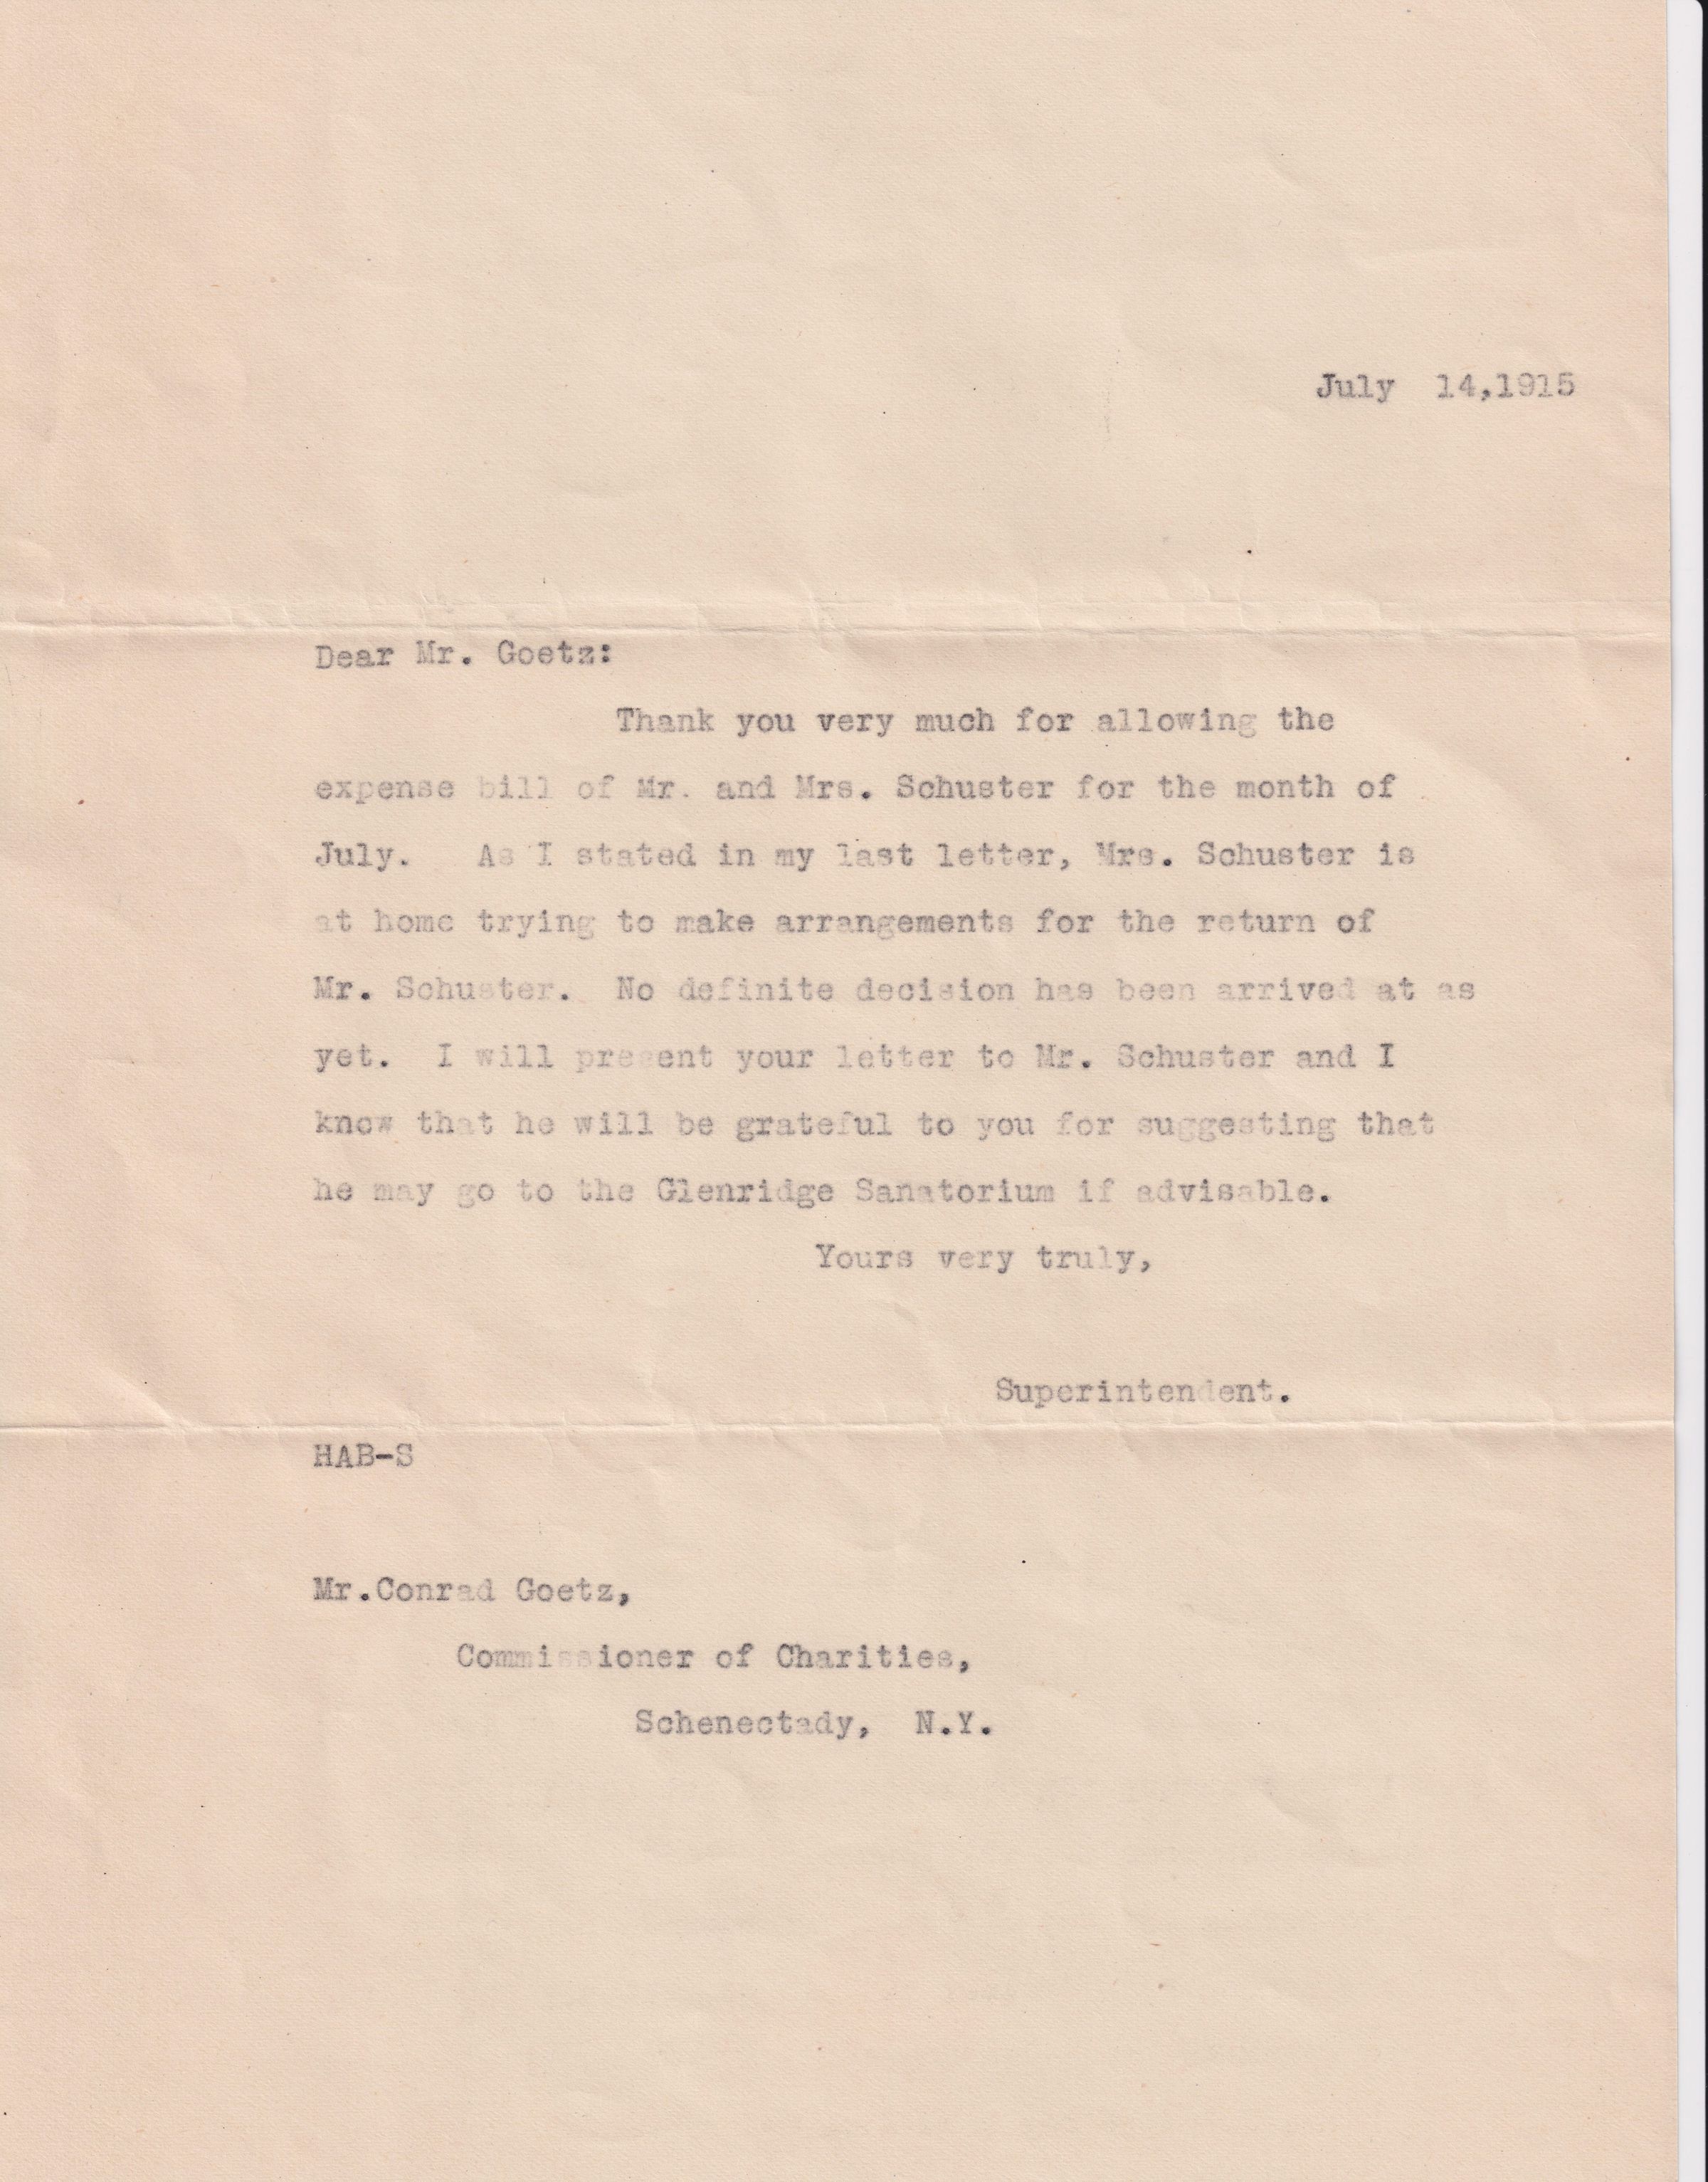 July 14,1915
Dear Mr. Goetz:
Thank you very much for allowing the
expense bill of Mr. and Mrs. Schuster for the month of
July. As I stated in my last letter, Mrs. Schuster is
at home trying to make arrangements for the return of
Mr. Schuster. No definite decision has been arrived at as
yet. I will present your letter to Mr. Schuster and I
know that he will be grateful to you for suggesting that
he may go to the Glenridge Sanatorium if advisable.
Yours very truly,
Superintendent.
HAB-S
Mr.Conrad Goetz,
Commissioner of Charities,
Schenectady, N.Y.